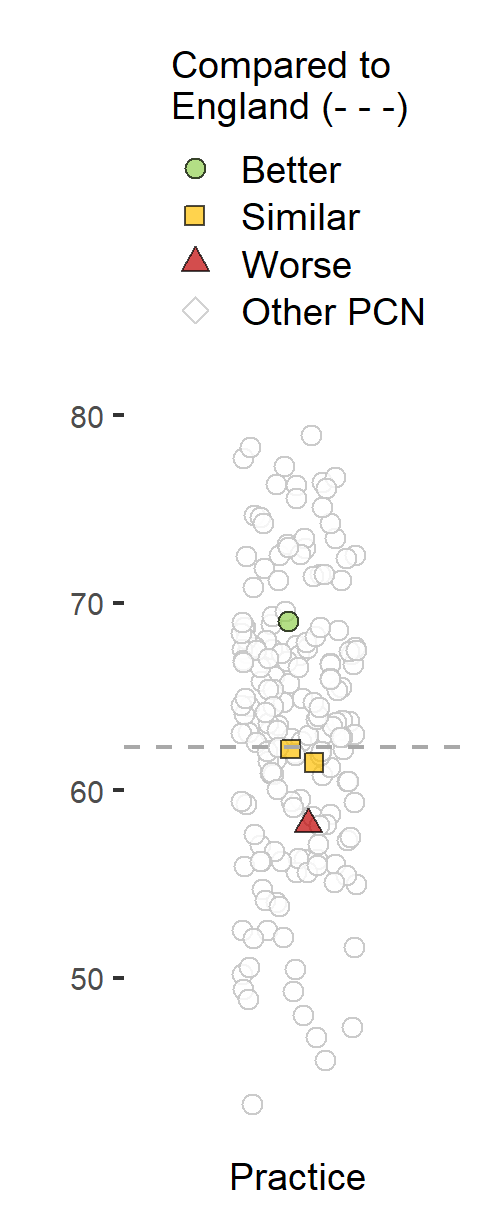 Compared to
England (- - -)
Better
Similar
Worse
Other PCN
80
70
60
50
Practice